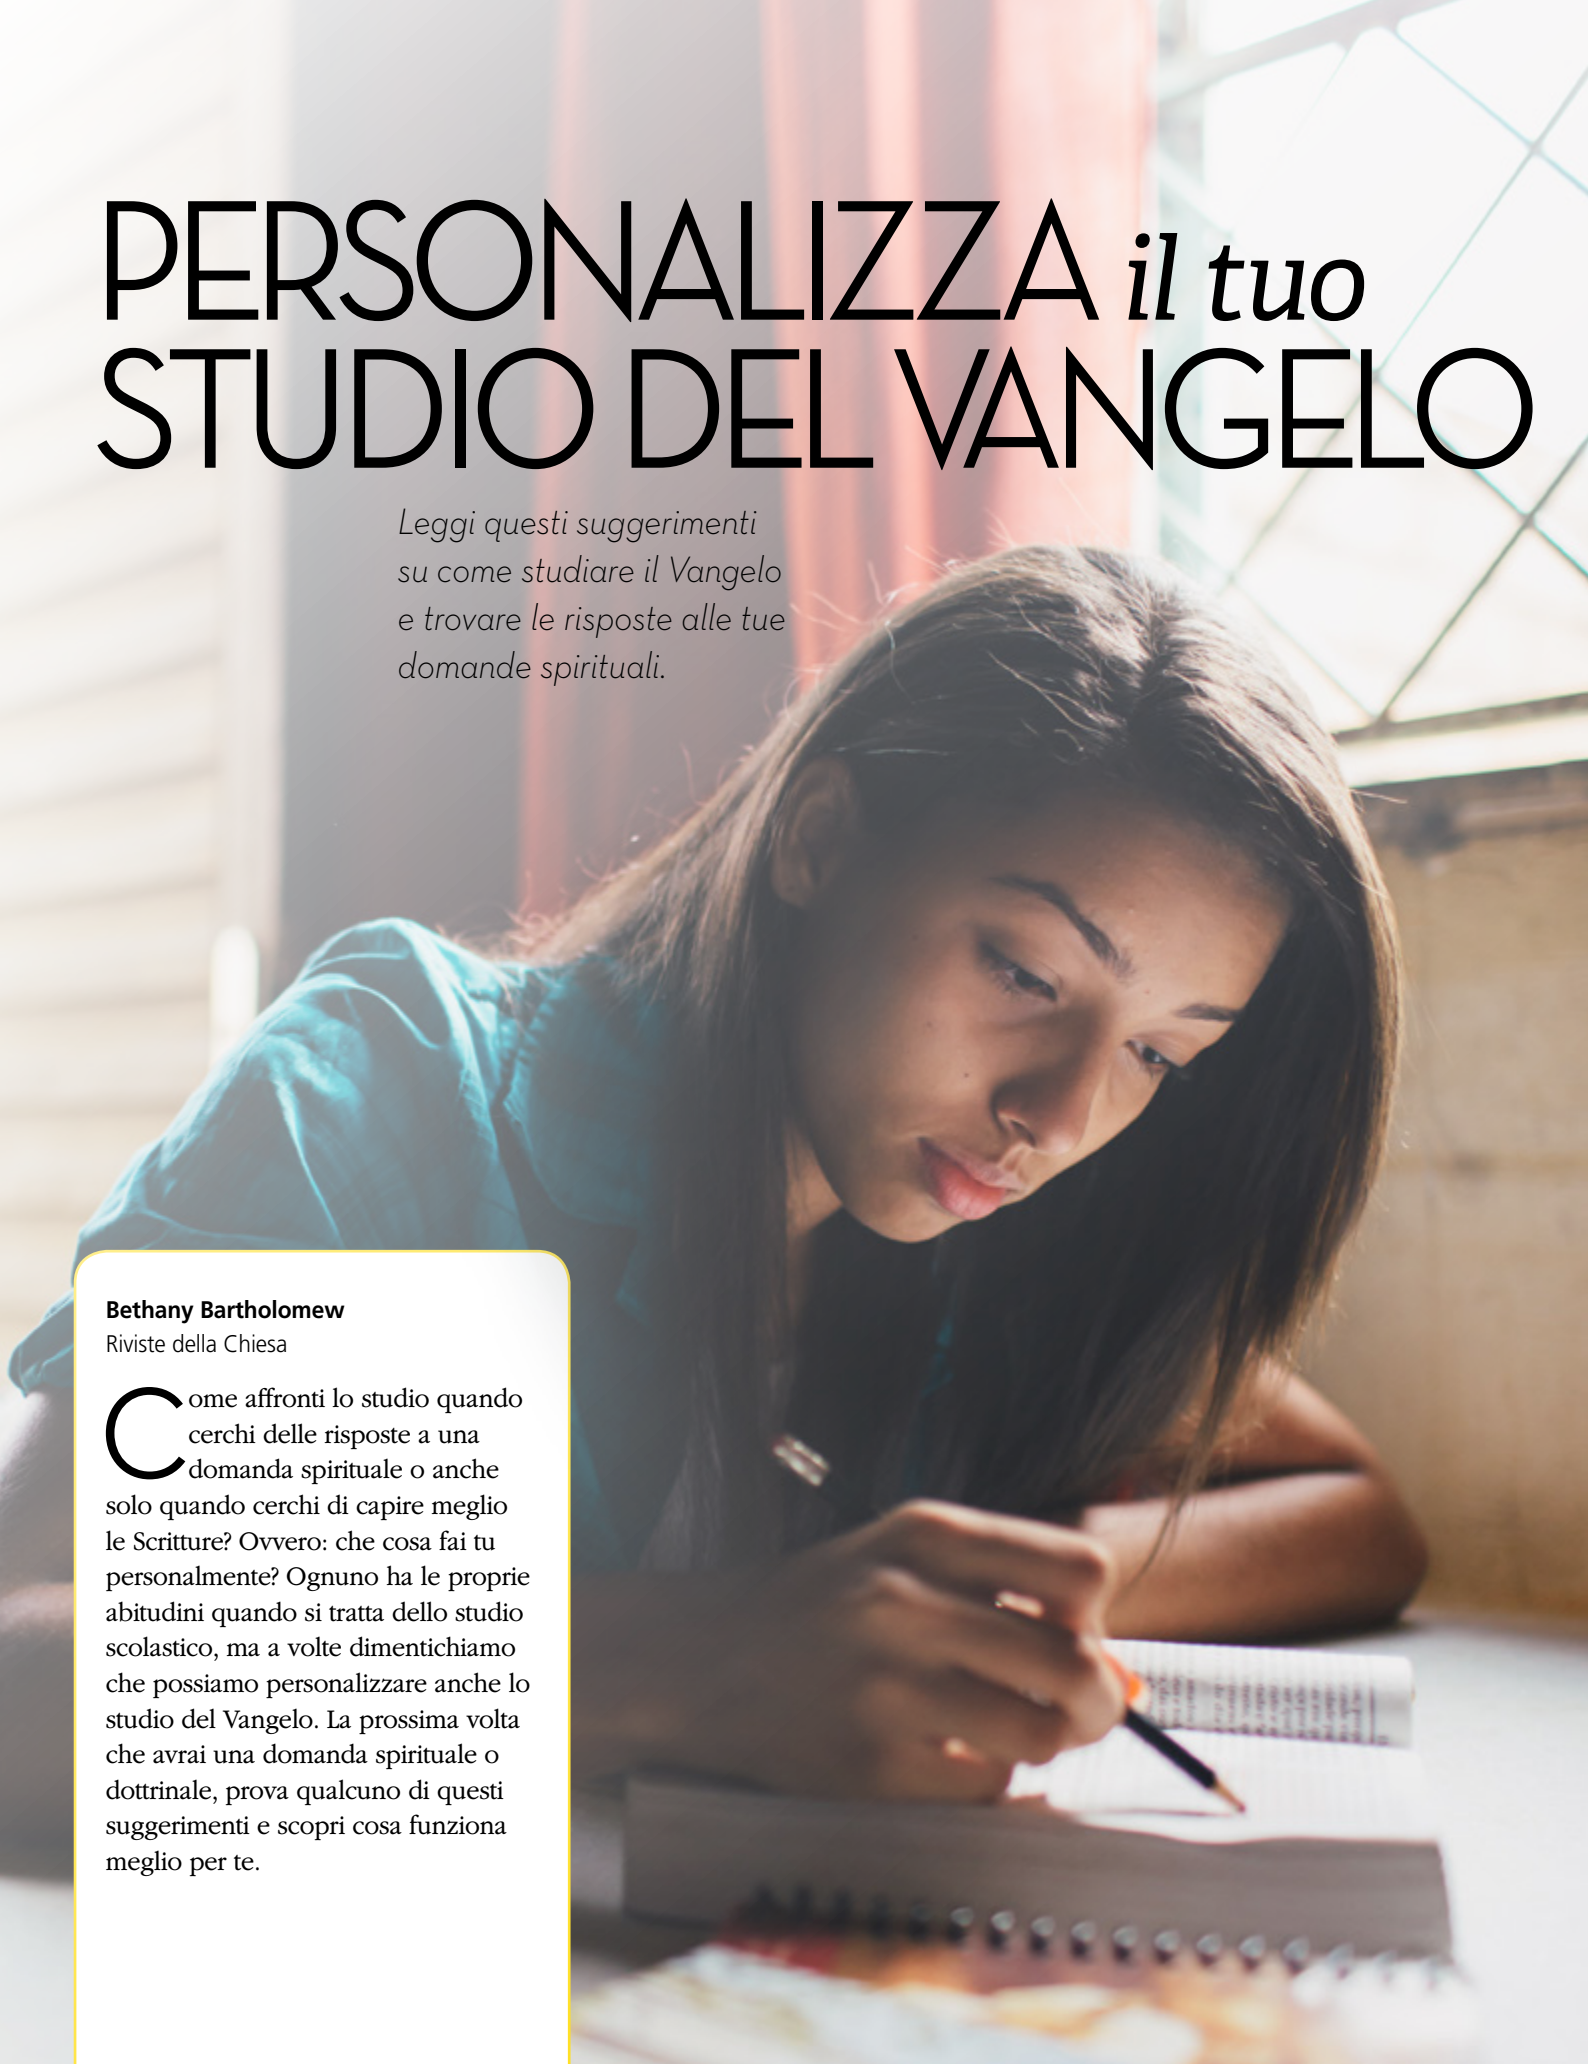 PERSONALIZZA il tuo
STUDIO DEL VANGELO
Leggi questi suggerimenti
su come studiare il Vangelo
e trovare le risposte alle tue
domande spirituali.
Bethany Bartholomew
Riviste della Chiesa
Come affronti lo studio quando
cerchi delle risposte a una
domanda spirituale o anche
solo quando cerchi di capire meglio
le Scritture? Ovvero: che cosa fai tu
personalmente? Ognuno ha le proprie
abitudini quando si tratta dello studio
scolastico, ma a volte dimentichiamo
che possiamo personalizzare anche lo
studio del Vangelo. La prossima volta
che avrai una domanda spirituale o
dottrinale, prova qualcuno di questi
suggerimenti e scopri cosa funziona
meglio per te.